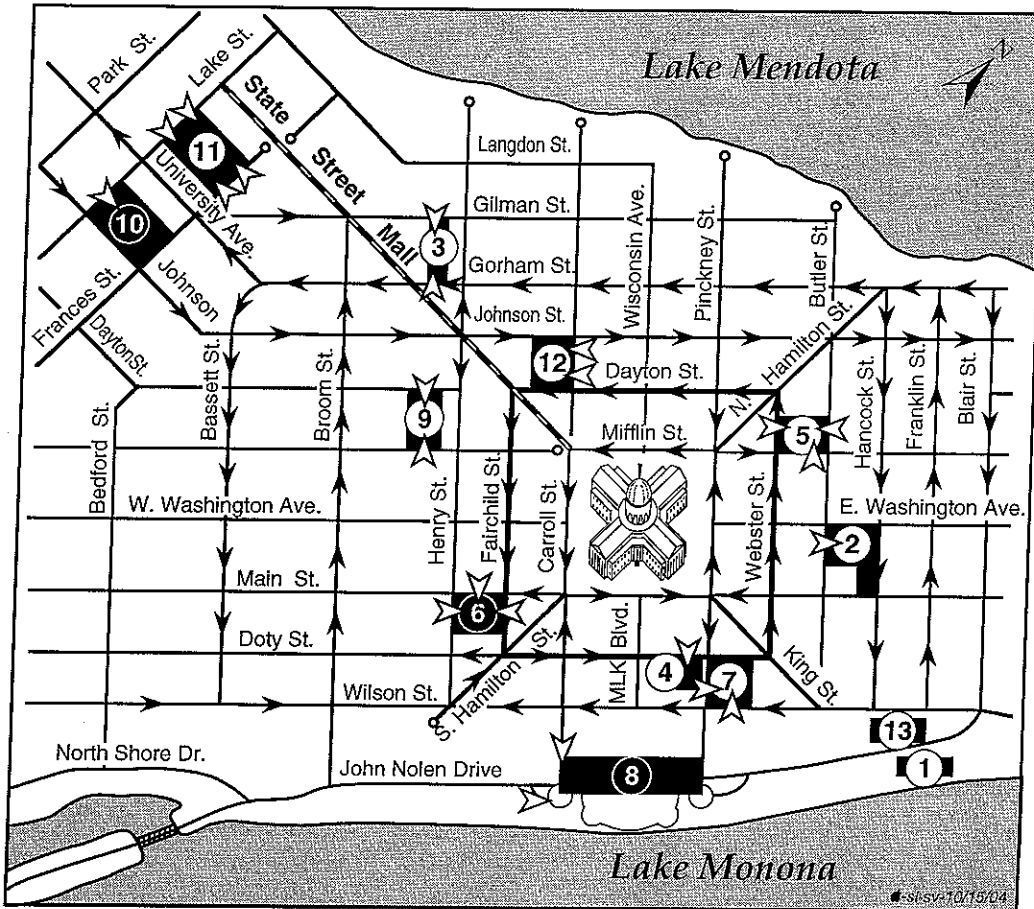 Lake Mendota
N
Park St.
Lake St.
State
Street
Mall
Langdon St.
11
University Ave.
10
Gilman St.
3
Wisconsin Ave.
Pinckney St.
Butler St.
Gorham St.
Frances St.
Johnson
Johnson St.
Dayton St.
Bassett St.
Broom St.
12
Dayton St.
N. Hamilton St.
Hancock St.
Franklin St.
Blair St.
9
Mifflin St.
5
Bedford St.
Henry St.
Fairchild St.
Carroll St.
Webster St.
W. Washington Ave.
E. Washington Ave.
2
Main St.
6
Doty St.
S. Hamilton St.
MLK Blvd.
4
7
King St.
Wilson St.
13
North Shore Dr.
John Nolen Drive
8
1
Lake Monona